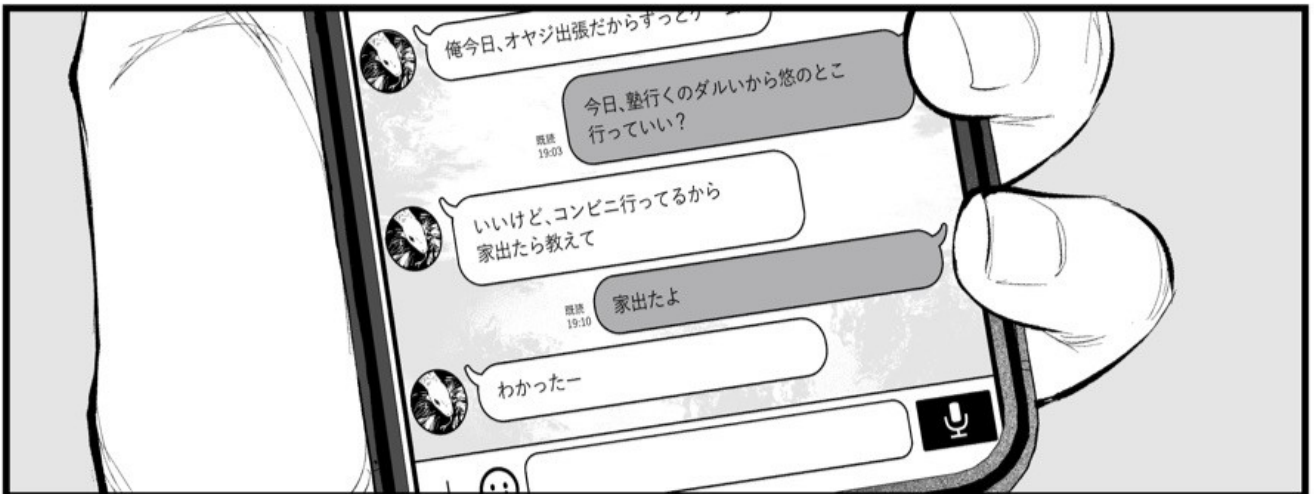 俺今日、オヤジ出張だからずっとゲーム
今日、塾行くのダルいから悠のとこ
行っていい？
既読
19:03
いいけど、コンビニ行ってるから
家出たら教えて
家出たよ
既読
19:10
わかったー